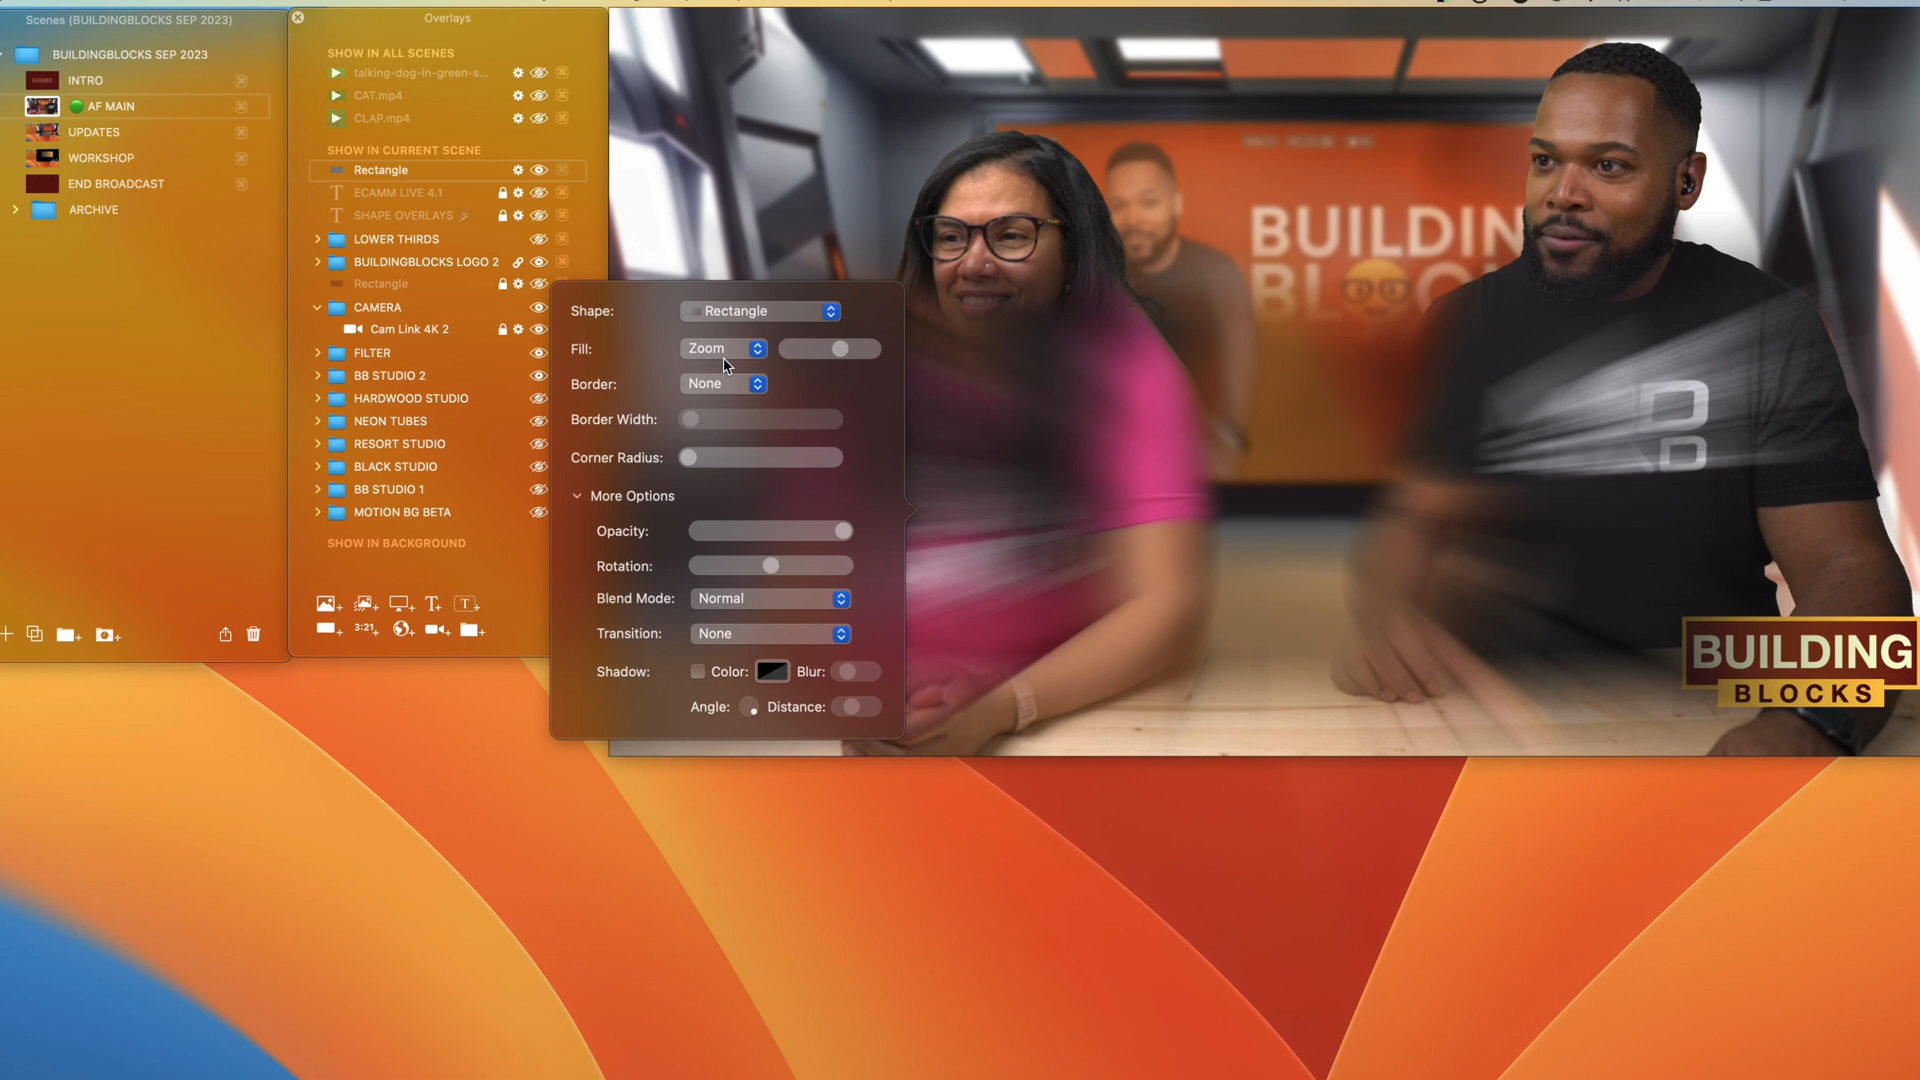 Scenes (BUILDINGBLOCKS SEP 2023)
BUILDINGBLOCKS SEP 2023
INTRO
AF MAIN
UPDATES
WORKSHOP
END BROADCAST
ARCHIVE
Overlays
SHOW IN ALL SCENES
talking-dog-in-green-s...
CAT.mp4
CLAP.mp4
SHOW IN CURRENT SCENE
Rectangle
ECAMM LIVE 4.1
SHAPE OVERLAYS
LOWER THIRDS
BUILDINGBLOCKS LOGO 2
Rectangle
CAMERA
Cam Link 4K 2
FILTER
BB STUDIO 2
HARDWOOD STUDIO
NEON TUBES
RESORT STUDIO
BLACK STUDIO
BB STUDIO 1
MOTION BG BETA
SHOW IN BACKGROUND
3:21
Shape: Rectangle
Fill: Zoom
Border: None
Border Width:
Corner Radius:
More Options
Opacity:
Rotation:
Blend Mode: Normal
Transition: None
Shadow: Color: Blur:
Angle: Distance:
BUILDIN
BLO
BUILDING
BLOCKS